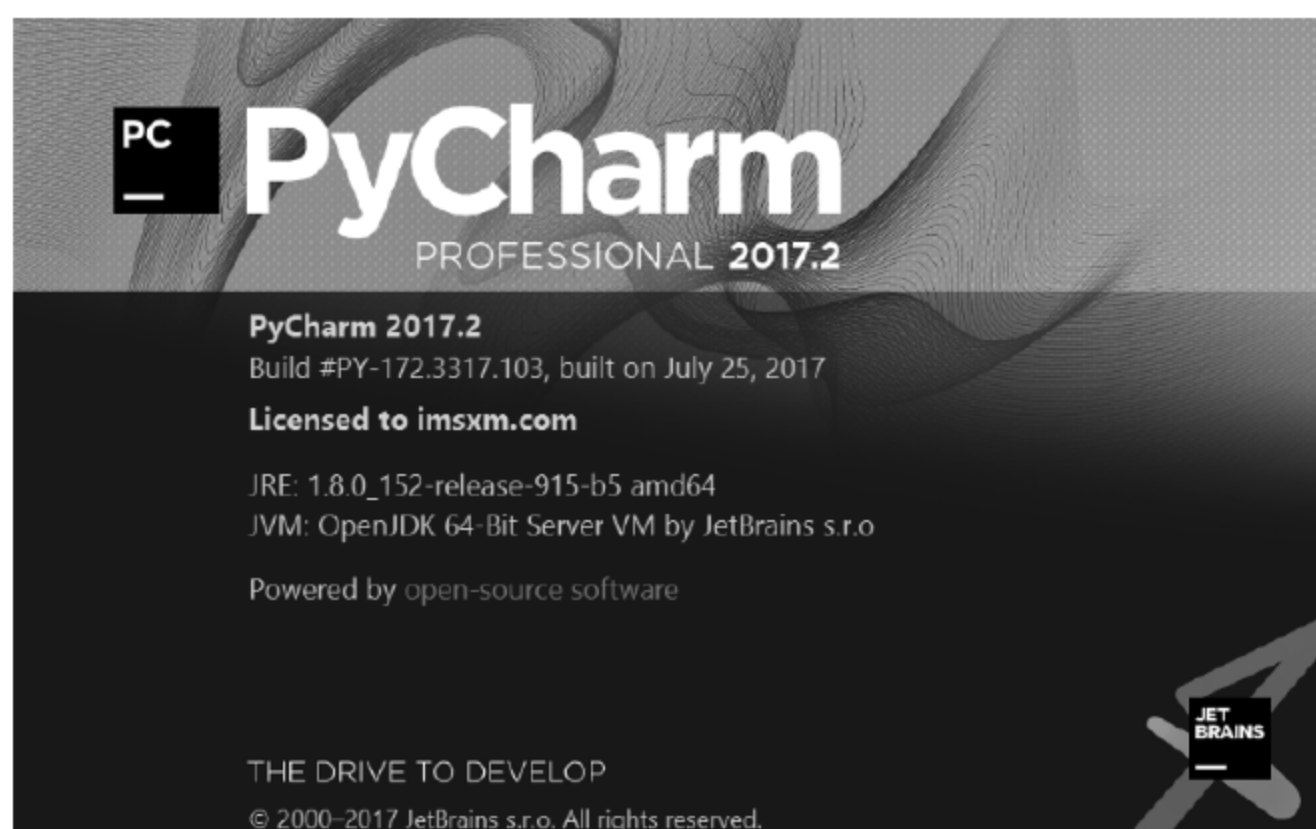 PC
PyCharm
PROFESSIONAL 2017.2
PyCharm 2017.2
Build #PY-172.3317.103, built on July 25, 2017
Licensed to imsxm.com
JRE: 1.8.0_152-release-915-b5 amd64
JVM: OpenJDK 64-Bit Server VM by JetBrains s.r.o
Powered by open-source software
JET
BRAINS
THE DRIVE TO DEVELOP
© 2000–2017 JetBrains s.r.o. All rights reserved.